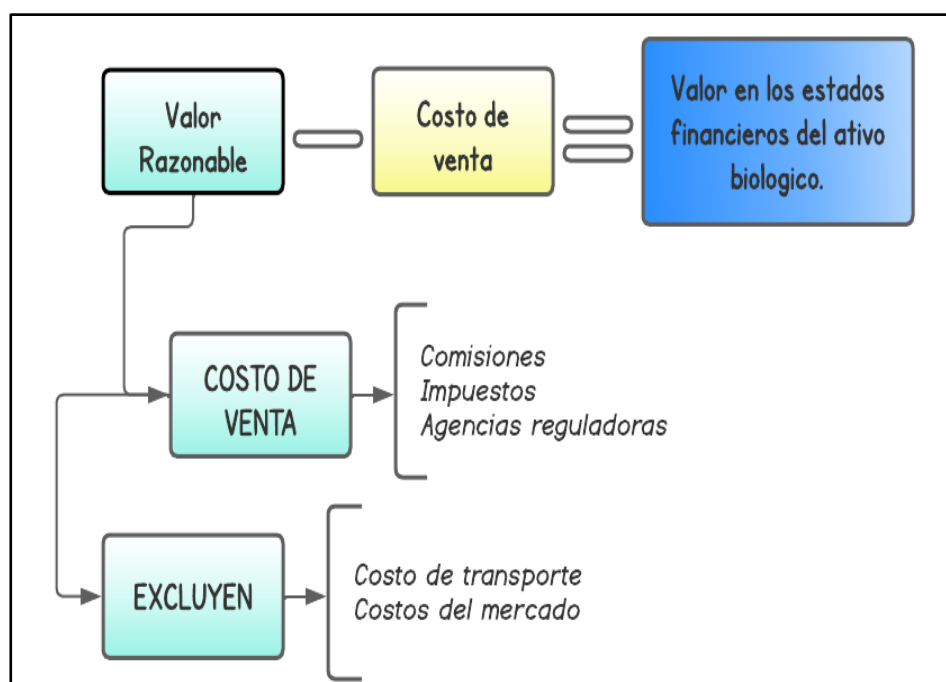 Valor
Razonable
Costo de
venta
Valor en los estados
financieros del ativo
biologico.
COSTO DE
VENTA
Comisiones
Impuestos
Agencias reguladoras
EXCLUYEN
Costo de transporte
Costos del mercado